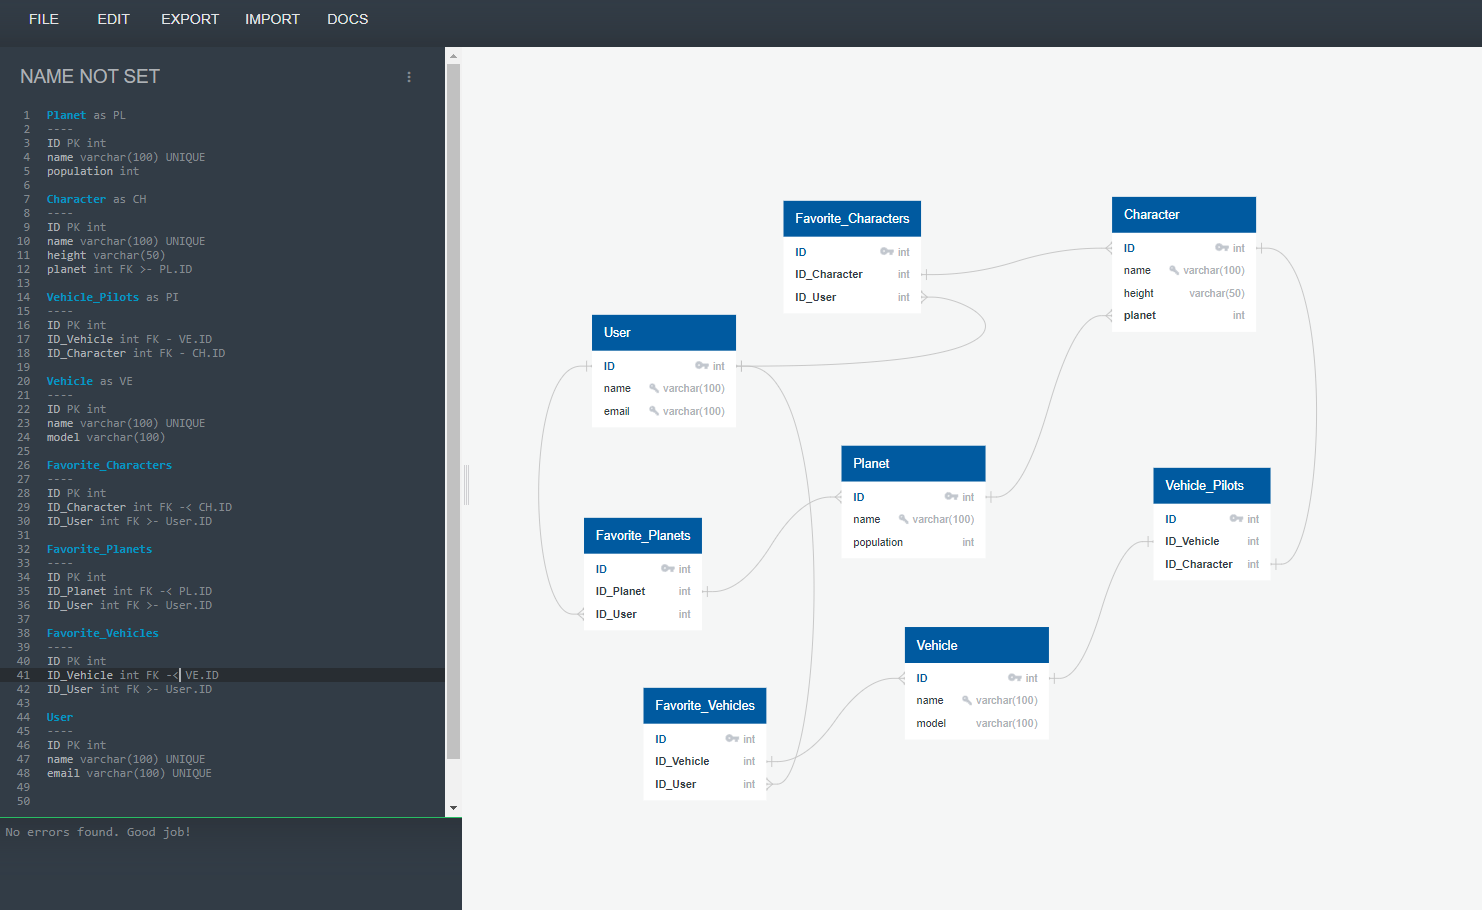 FILE EDIT EXPORT IMPORT DOCS
NAME NOT SET
1 Planet as PL
2 ----
3 ID PK int
4 name varchar(100) UNIQUE
5 population int
6
7 Character as CH
8 ----
9 ID PK int
10 name varchar(100) UNIQUE
11 height varchar(50)
12 planet int FK >- PL.ID
13
14 Vehicle_Pilots as PI
15 ----
16 ID PK int
17 ID_Vehicle int FK - VE.ID
18 ID_Character int FK - CH.ID
19
20 Vehicle as VE
21 ----
22 ID PK int
23 name varchar(100) UNIQUE
24 model varchar(100)
25
26 Favorite_Characters
27 ----
28 ID PK int
29 ID_Character int FK -< CH.ID
30 ID_User int FK >- User.ID
31
32 Favorite_Planets
33 ----
34 ID PK int
35 ID_Planet int FK -< PL.ID
36 ID_User int FK >- User.ID
37
38 Favorite_Vehicles
39 ----
40 ID PK int
41 ID_Vehicle int FK -< VE.ID
42 ID_User int FK >- User.ID
43
44 User
45 ----
46 ID PK int
47 name varchar(100) UNIQUE
48 email varchar(100) UNIQUE
49
50
No errors found. Good job!
Favorite_Characters
ID int
ID_Character int
ID_User int
Character
ID int
name varchar(100)
height varchar(50)
planet int
User
ID int
name varchar(100)
email varchar(100)
Planet
ID int
name varchar(100)
population int
Vehicle_Pilots
ID int
ID_Vehicle int
ID_Character int
Favorite_Planets
ID int
ID_Planet int
ID_User int
Vehicle
ID int
name varchar(100)
model varchar(100)
Favorite_Vehicles
ID int
ID_Vehicle int
ID_User int